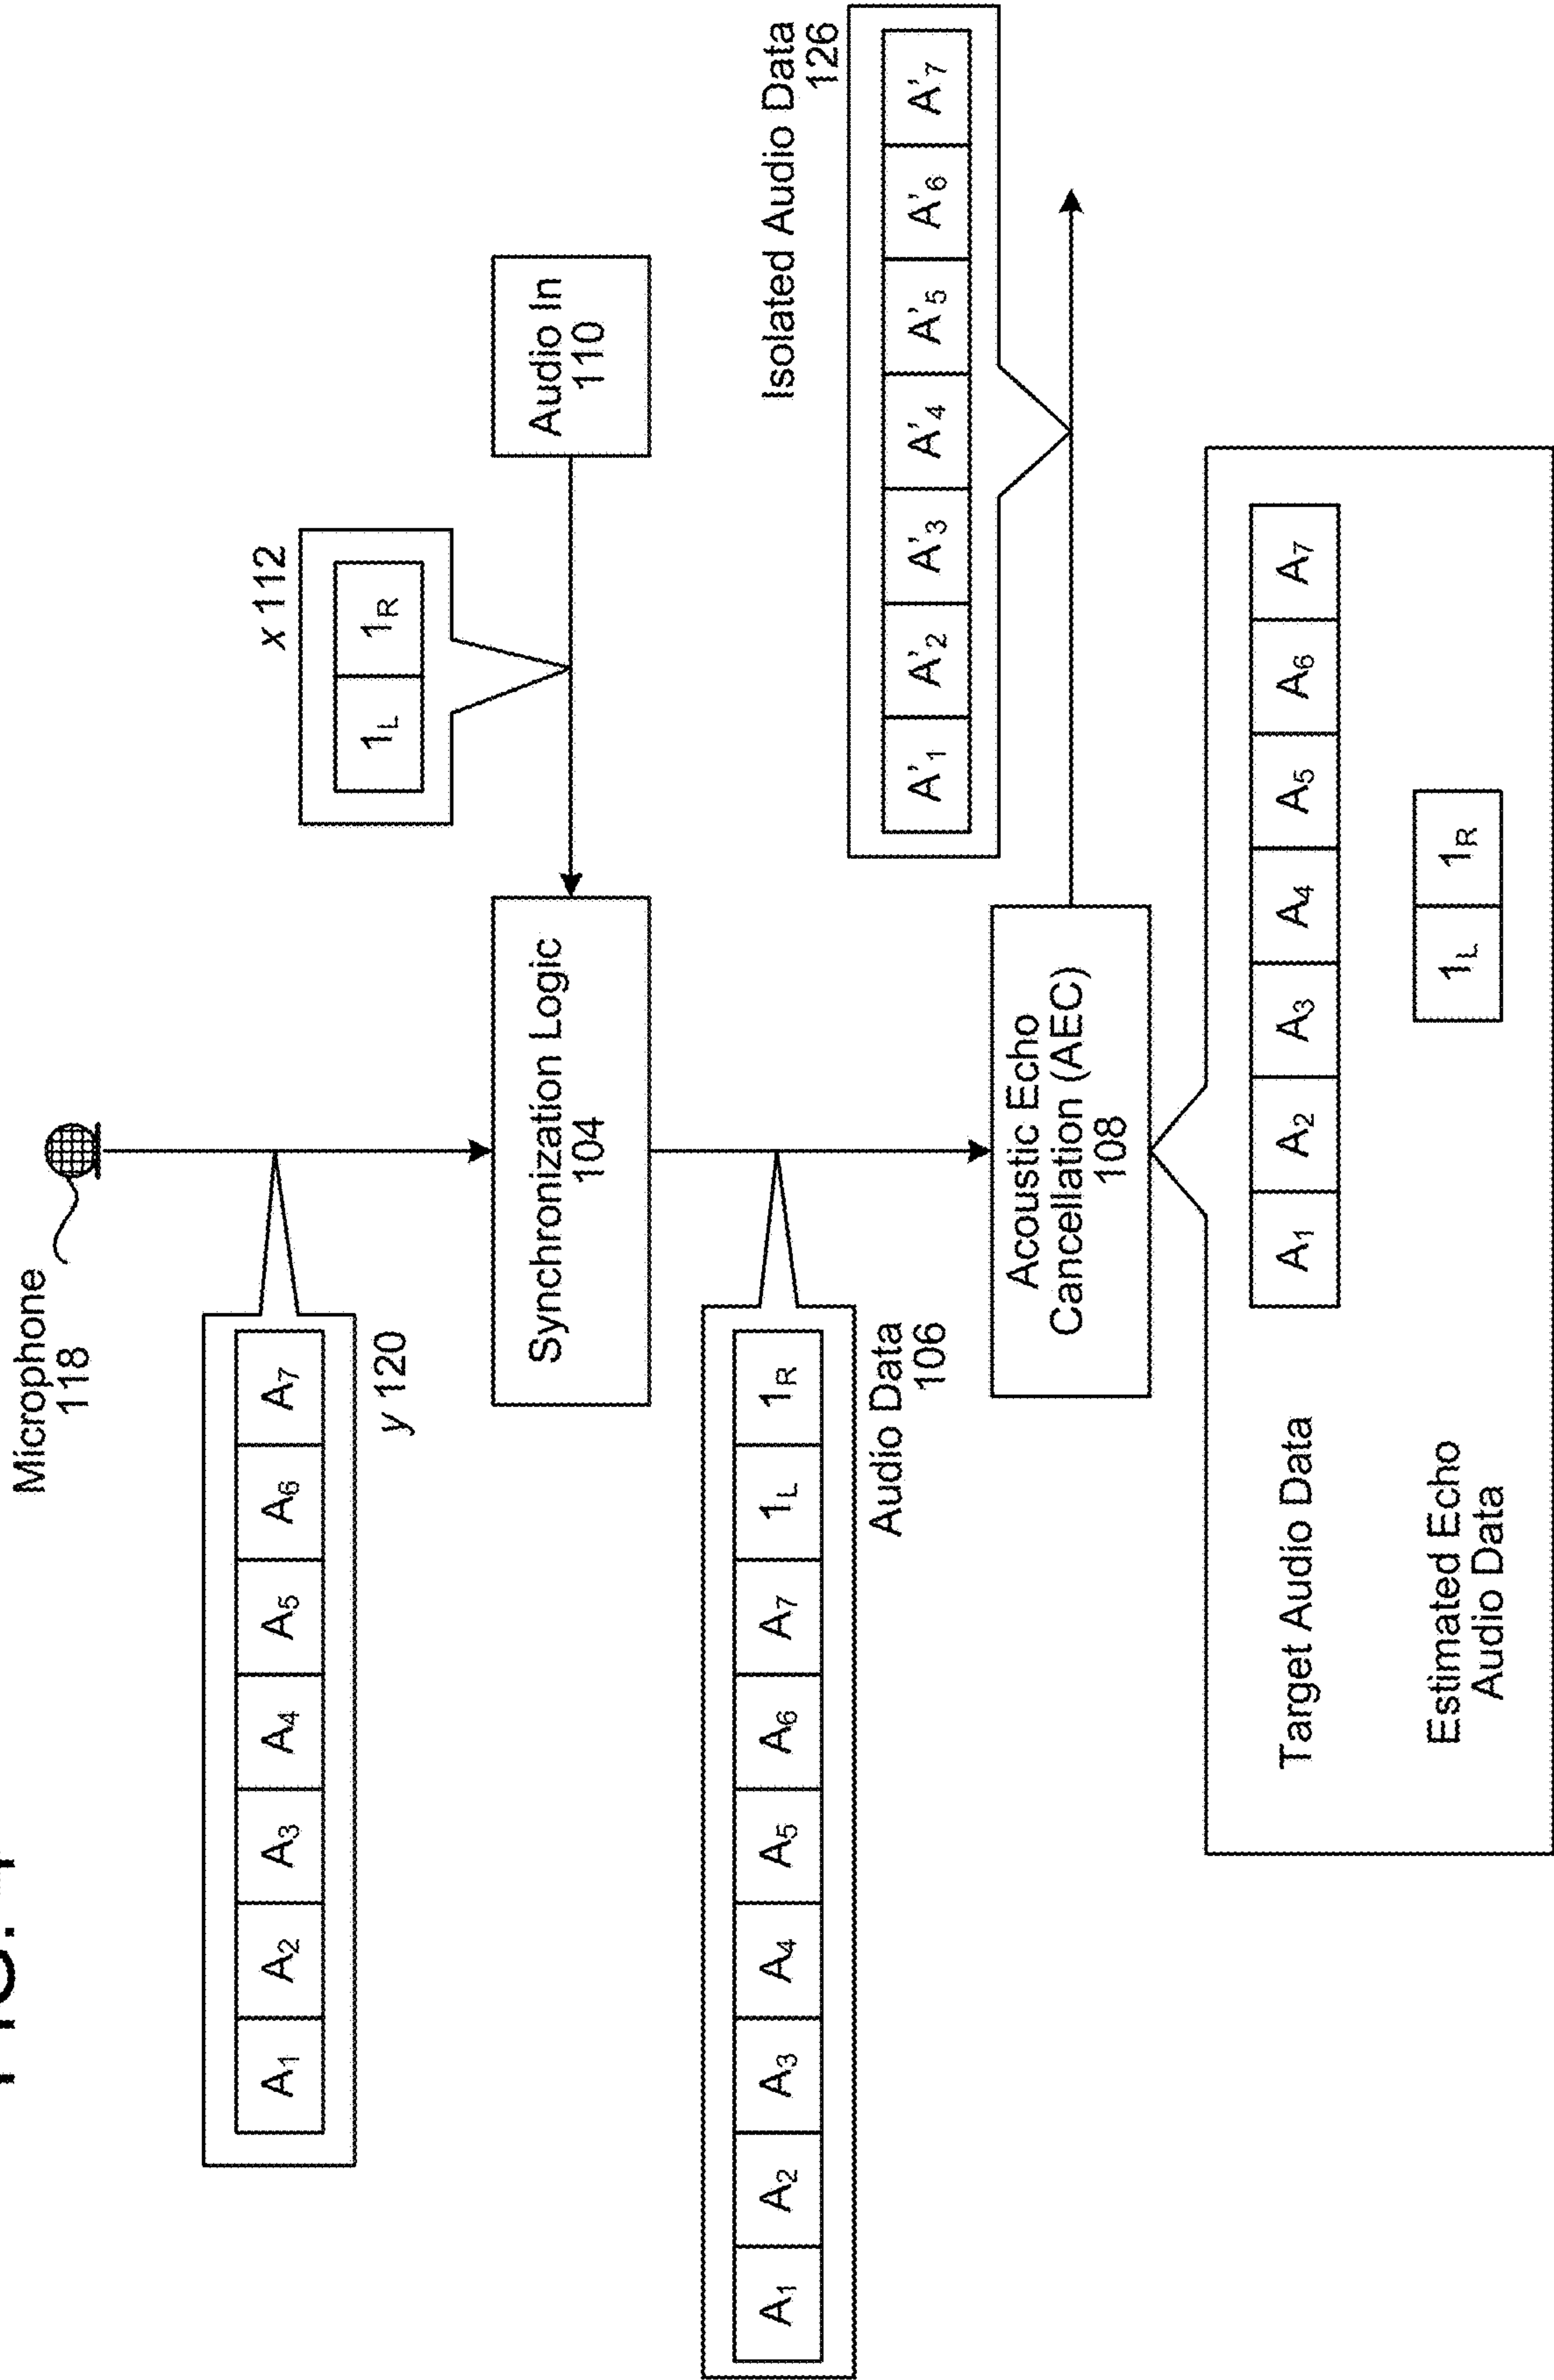 Microphone
118
A1 A2 A3 A4 A5 A6 A7
y 120
x 112
1L 1R
Synchronization Logic
104
Audio In
110
A1 A2 A3 A4 A5 A6 A7 1L 1R
Audio Data
106
Isolated Audio Data
126
A'1 A'2 A'3 A'4 A'5 A'6 A'7
Acoustic Echo
Cancellation (AEC)
108
Target Audio Data
A1 A2 A3 A4 A5 A6 A7
Estimated Echo
Audio Data
1L 1R